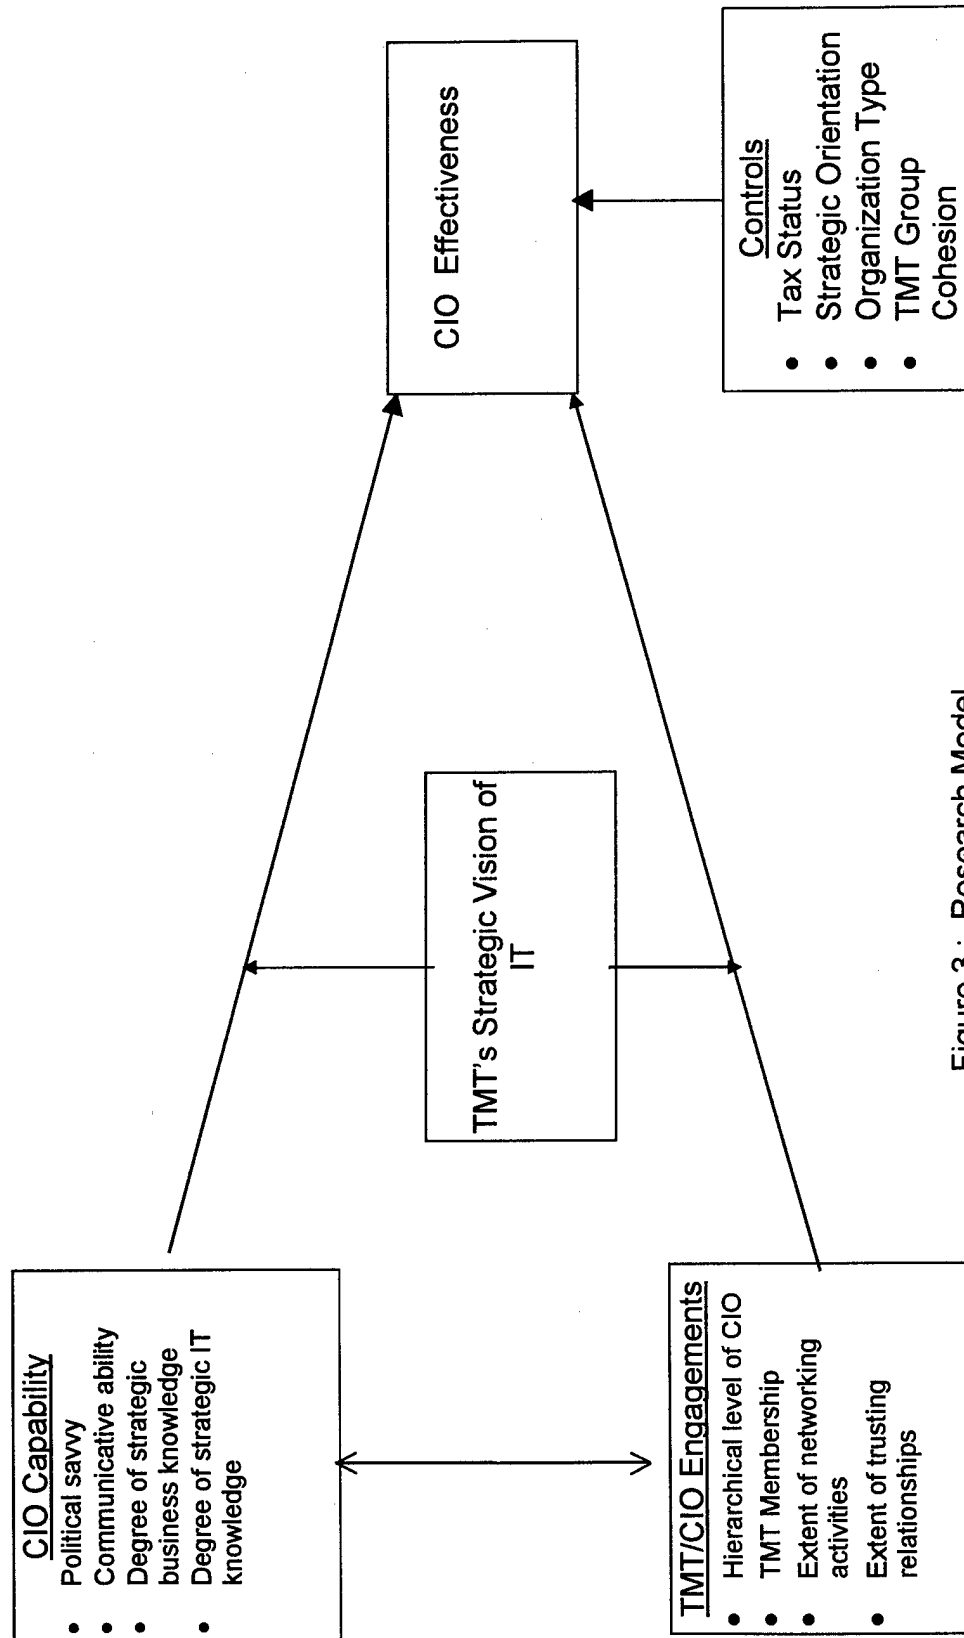 CIO Capability
• Political savvy
• Communicative ability
• Degree of strategic
business knowledge
• Degree of strategic IT
knowledge
TMT/CIO Engagements
• Hierarchical level of CIO
• TMT Membership
• Extent of networking
activities
• Extent of trusting
relationships
TMT's Strategic Vision of
IT
CIO Effectiveness
Controls
• Tax Status
• Strategic Orientation
• Organization Type
• TMT Group
Cohesion
Figure 3 : Research Model